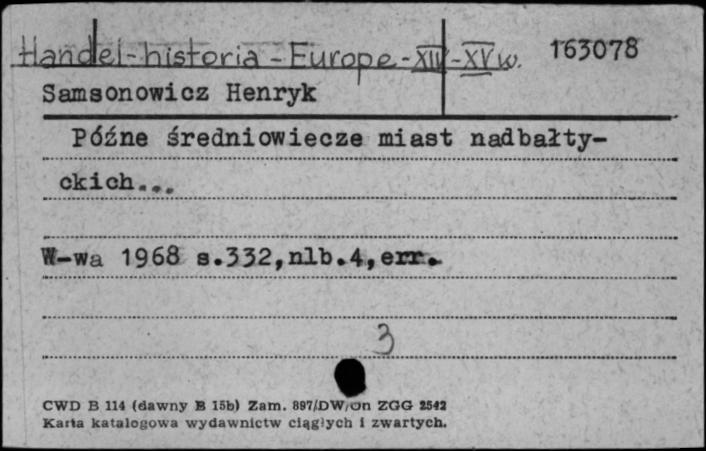 Handel-historia-Europe-XIV-XV w. 163078
Samsonowicz Henryk
Późne średniowiecze miast nadbałty-
ckich...
W-wa 1968 s.332,nlb.4,err.
3
CWD B 114 (dawny B 15b) Zam. 897/DW/On ZGG 2542
Karta katalogowa wydawnictw ciągłych i zwartych.